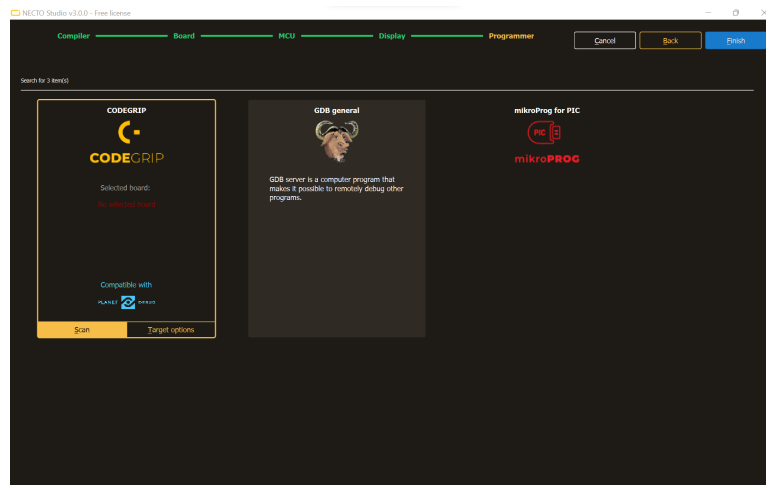 NECTO Studio v3.0.0 - Free license
Compiler
Board
MCU
Display
Programmer
Cancel
Back
Finish
Search for 3 item(s)
CODEGRIP
CODEGRIP
Selected board:
No selected board
Compatible with
PLANET
Scan
Target options
GDB general
GDB server is a computer program that
makes it possible to remotely debug other
programs.
mikroProg for PIC
PIC
mikroPROG